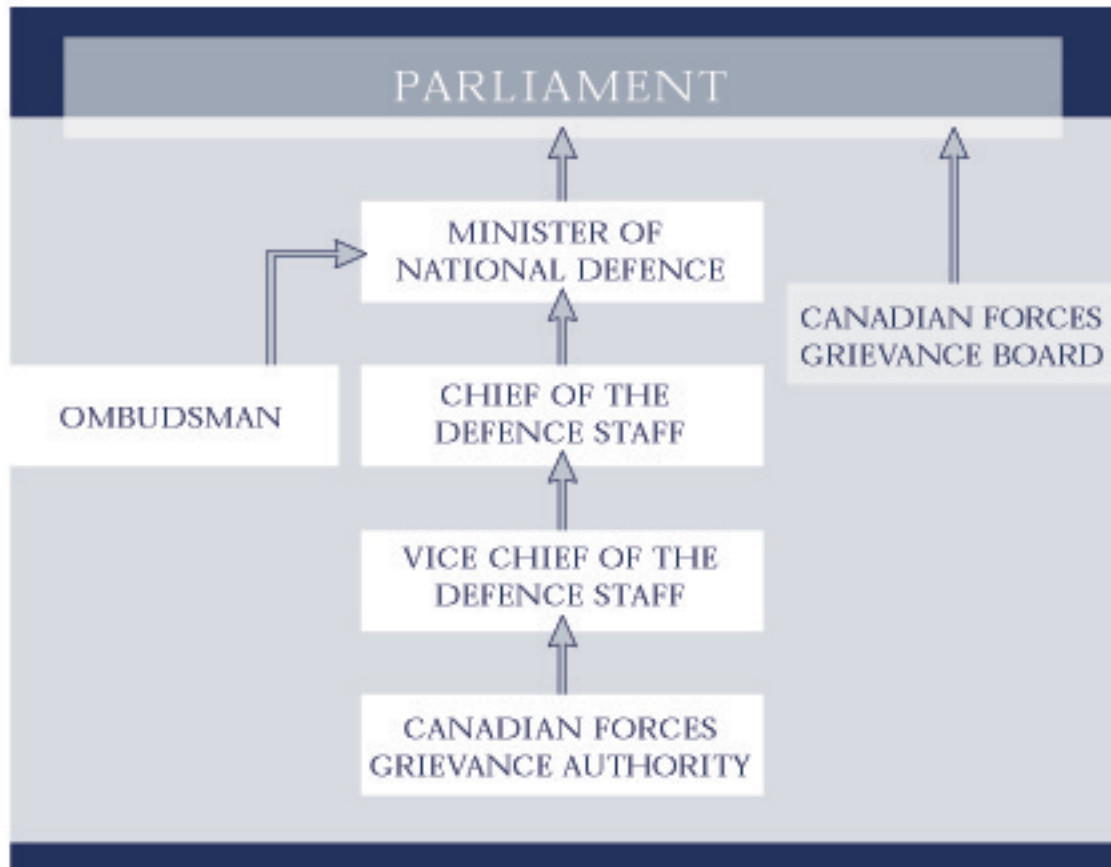 PARLIAMENT
MINISTER OF
NATIONAL DEFENCE
CANADIAN FORCES
GRIEVANCE BOARD
OMBUDSMAN
CHIEF OF THE
DEFENCE STAFF
VICE CHIEF OF THE
DEFENCE STAFF
CANADIAN FORCES
GRIEVANCE AUTHORITY